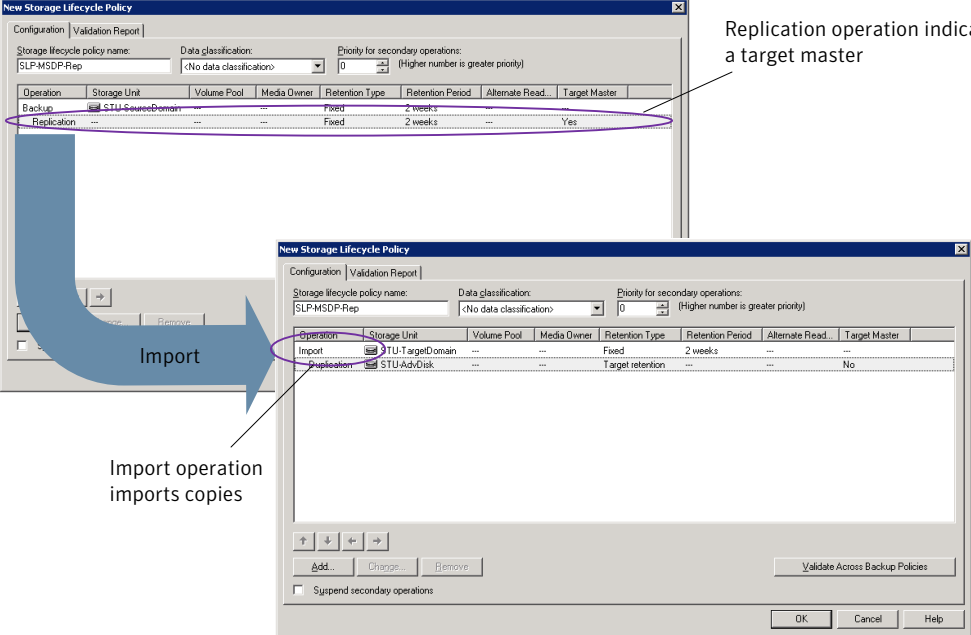 New Storage Lifecycle Policy
Configuration Validation Report
Storage lifecycle policy name: Data classification: Priority for secondary operations:
SLP-MSDP-Rep <No data classification> 0 (Higher number is greater priority)
Operation Storage Unit Volume Pool Media Owner Retention Type Retention Period Alternate Read... Target Master
Backup STU-SourceDomain --- --- Fixed 2 weeks --- ---
Replication --- --- --- Fixed 2 weeks --- Yes
Replication operation indica
a target master
Change... Remove
Import
New Storage Lifecycle Policy
Configuration Validation Report
Storage lifecycle policy name: Data classification: Priority for secondary operations:
SLP-MSDP-Rep <No data classification> 0 (Higher number is greater priority)
Operation Storage Unit Volume Pool Media Owner Retention Type Retention Period Alternate Read... Target Master
Import STU-TargetDomain --- --- Fixed 2 weeks --- ---
Duplication STU-AdvDisk --- --- Target retention --- --- No
Import operation
imports copies
Add... Change... Remove Validate Across Backup Policies
Suspend secondary operations
OK Cancel Help